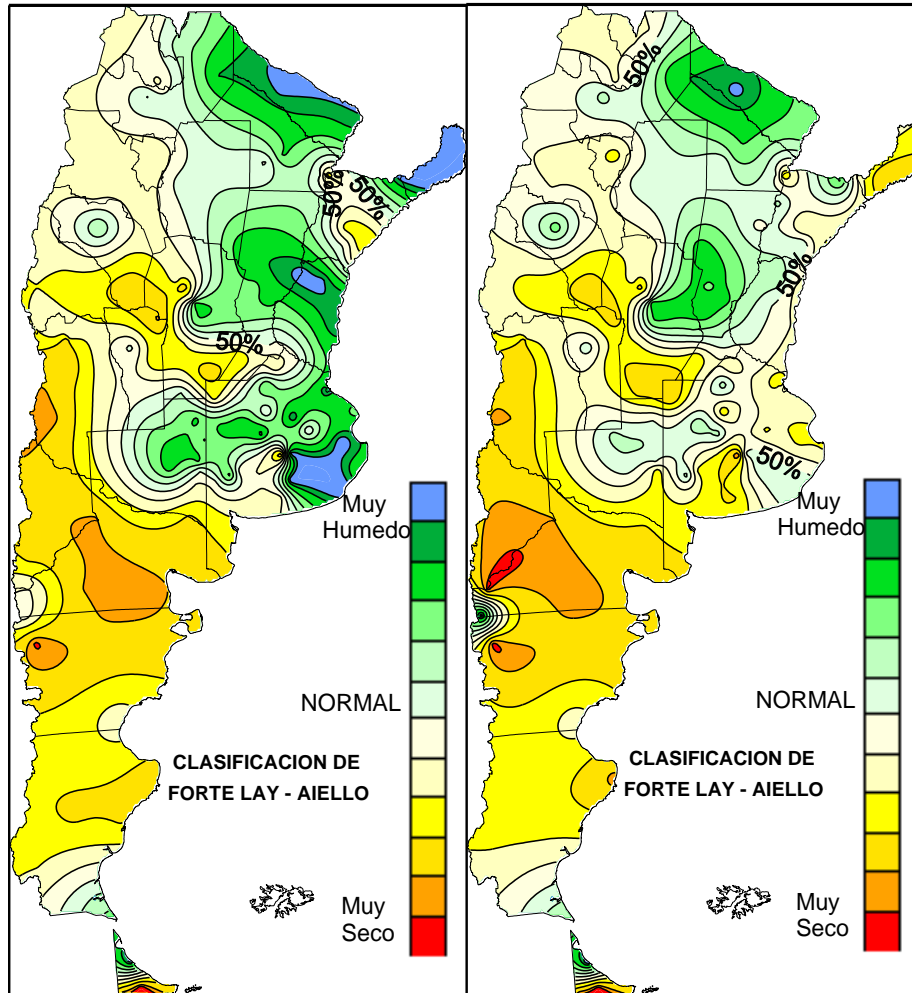 50%
50%
50%
Muy
Humedo
NORMAL
CLASIFICACION DE
FORTE LAY - AIELLO
Muy
Seco
50%
50%
50%
Muy
Humedo
NORMAL
CLASIFICACION DE
FORTE LAY - AIELLO
Muy
Seco